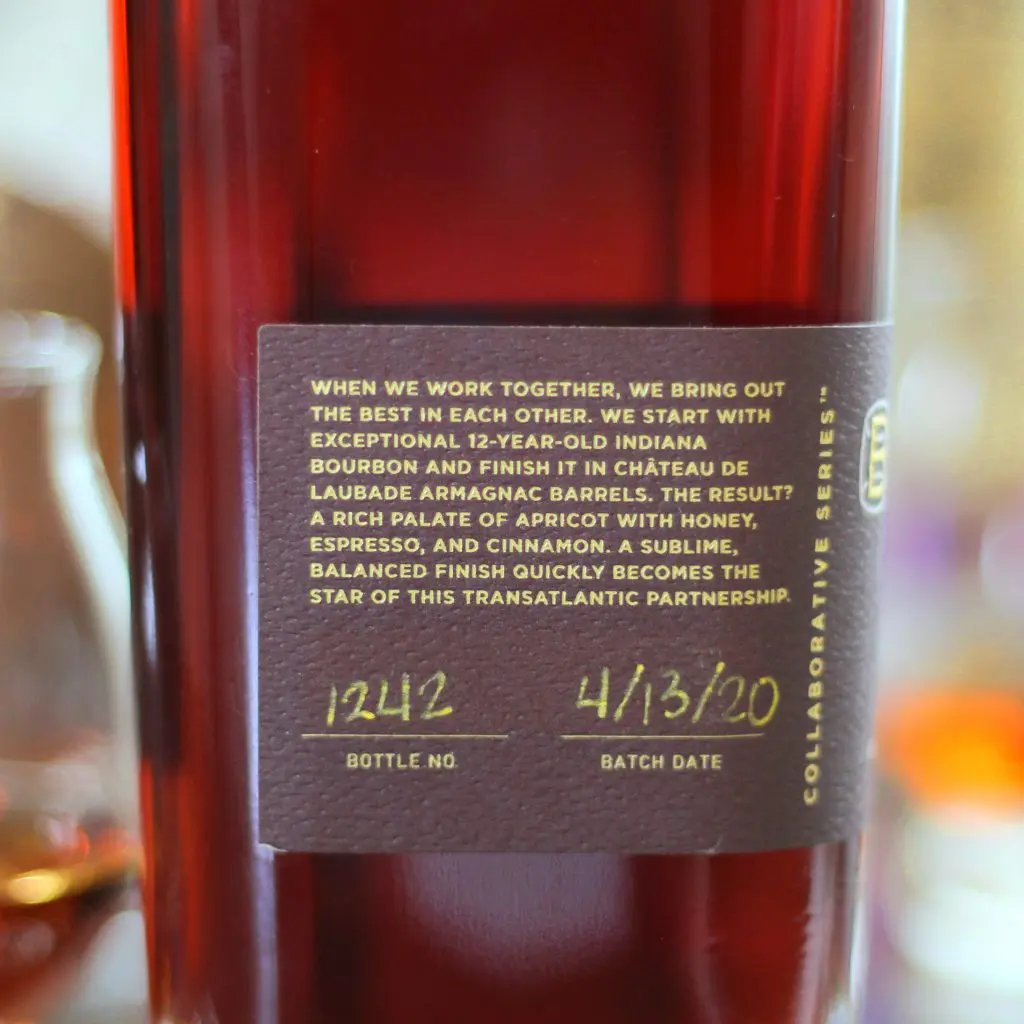 WHEN WE WORK TOGETHER, WE BRING OUT
THE BEST IN EACH OTHER. WE START WITH
EXCEPTIONAL 12-YEAR-OLD INDIANA
BOURBON AND FINISH IT IN CHÂTEAU DE
LAUBADE ARMAGNAC BARRELS. THE RESULT?
A RICH PALATE OF APRICOT WITH HONEY,
ESPRESSO, AND CINNAMON. A SUBLIME,
BALANCED FINISH QUICKLY BECOMES THE
STAR OF THIS TRANSATLANTIC PARTNERSHIP.
1242
4/13/20
BOTTLE NO.
BATCH DATE
COLLABORATIVE SERIES™